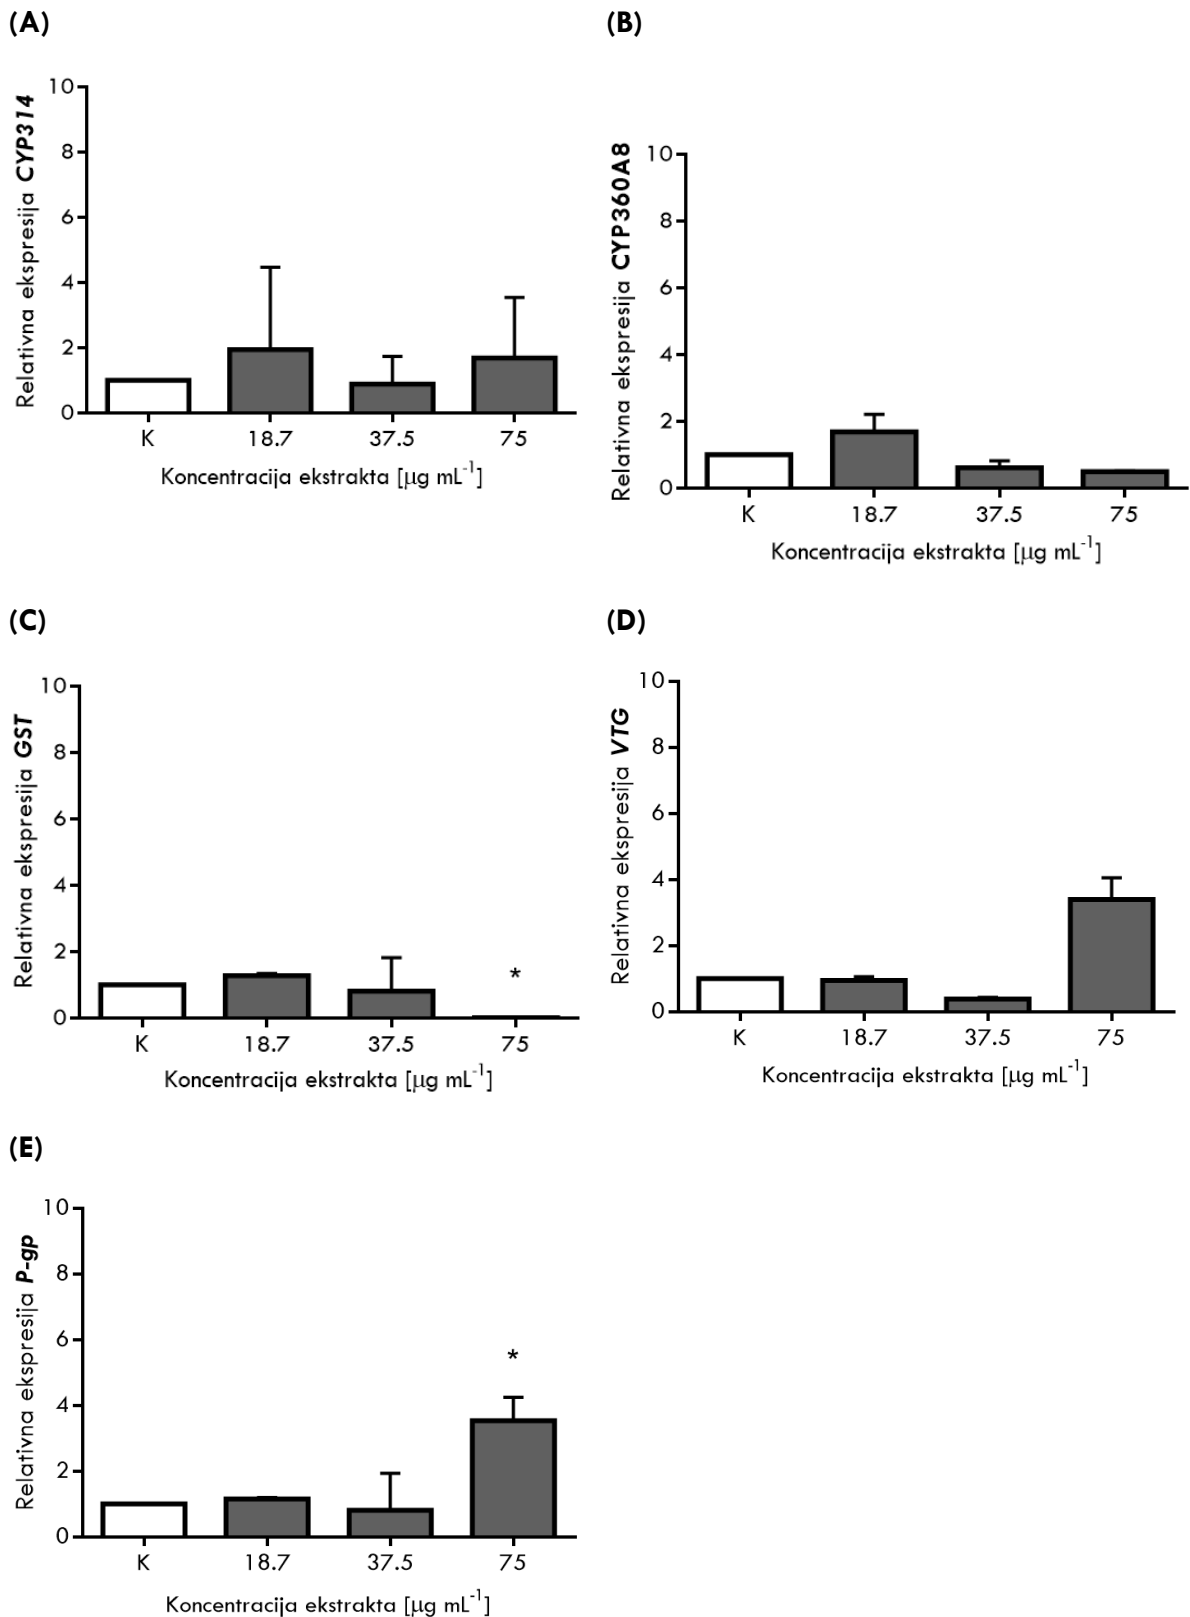 (A)
Relativna ekspresija CYP314
10
8
6
4
2
0
K 18.7 37.5 75
Koncentracija ekstrakta [μg mL-1]
(B)
Relativna ekspresija CYP360A8
10
8
6
4
2
0
K 18.7 37.5 75
Koncentracija ekstrakta [μg mL-1]
(C)
Relativna ekspresija GST
10
8
6
4
2
0
*
K 18.7 37.5 75
Koncentracija ekstrakta [μg mL-1]
(D)
Relativna ekspresija VTG
10
8
6
4
2
0
K 18.7 37.5 75
Koncentracija ekstrakta [μg mL-1]
(E)
Relativna ekspresija P-gp
10
8
6
4
2
0
*
K 18.7 37.5 75
Koncentracija ekstrakta [μg mL-1]